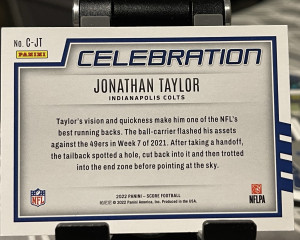 No. C-JT
PANINI
CELEBRATION
JONATHAN TAYLOR
INDIANAPOLIS COLTS
Taylor's vision and quickness make him one of the NFL's
best running backs. The ball-carrier flashed his assets
against the 49ers in Week 7 of 2021. After taking a handoff,
the tailback spotted a hole, cut back into it and then trotted
into the end zone before pointing at the sky.
2022 PANINI - SCORE FOOTBALL
© 2022 Panini America, Inc. Produced in the USA.
NFL
NFLPA